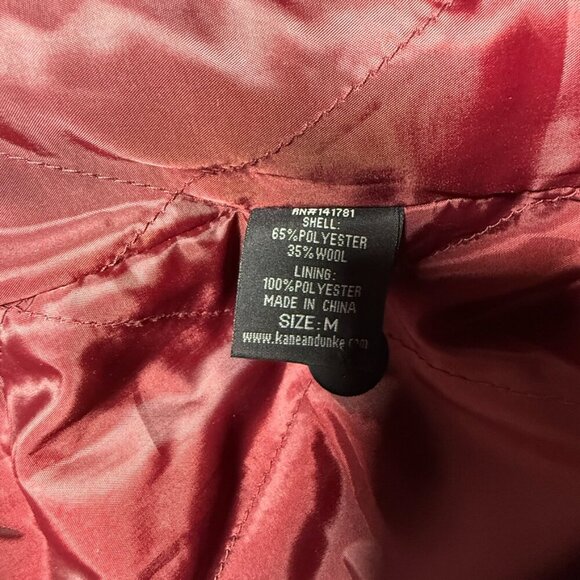 RN#141781
SHELL:
65%POLYESTER
35%WOOL
LINING:
100%POLYESTER
MADE IN CHINA
SIZE: M
www.kaneandunke.com